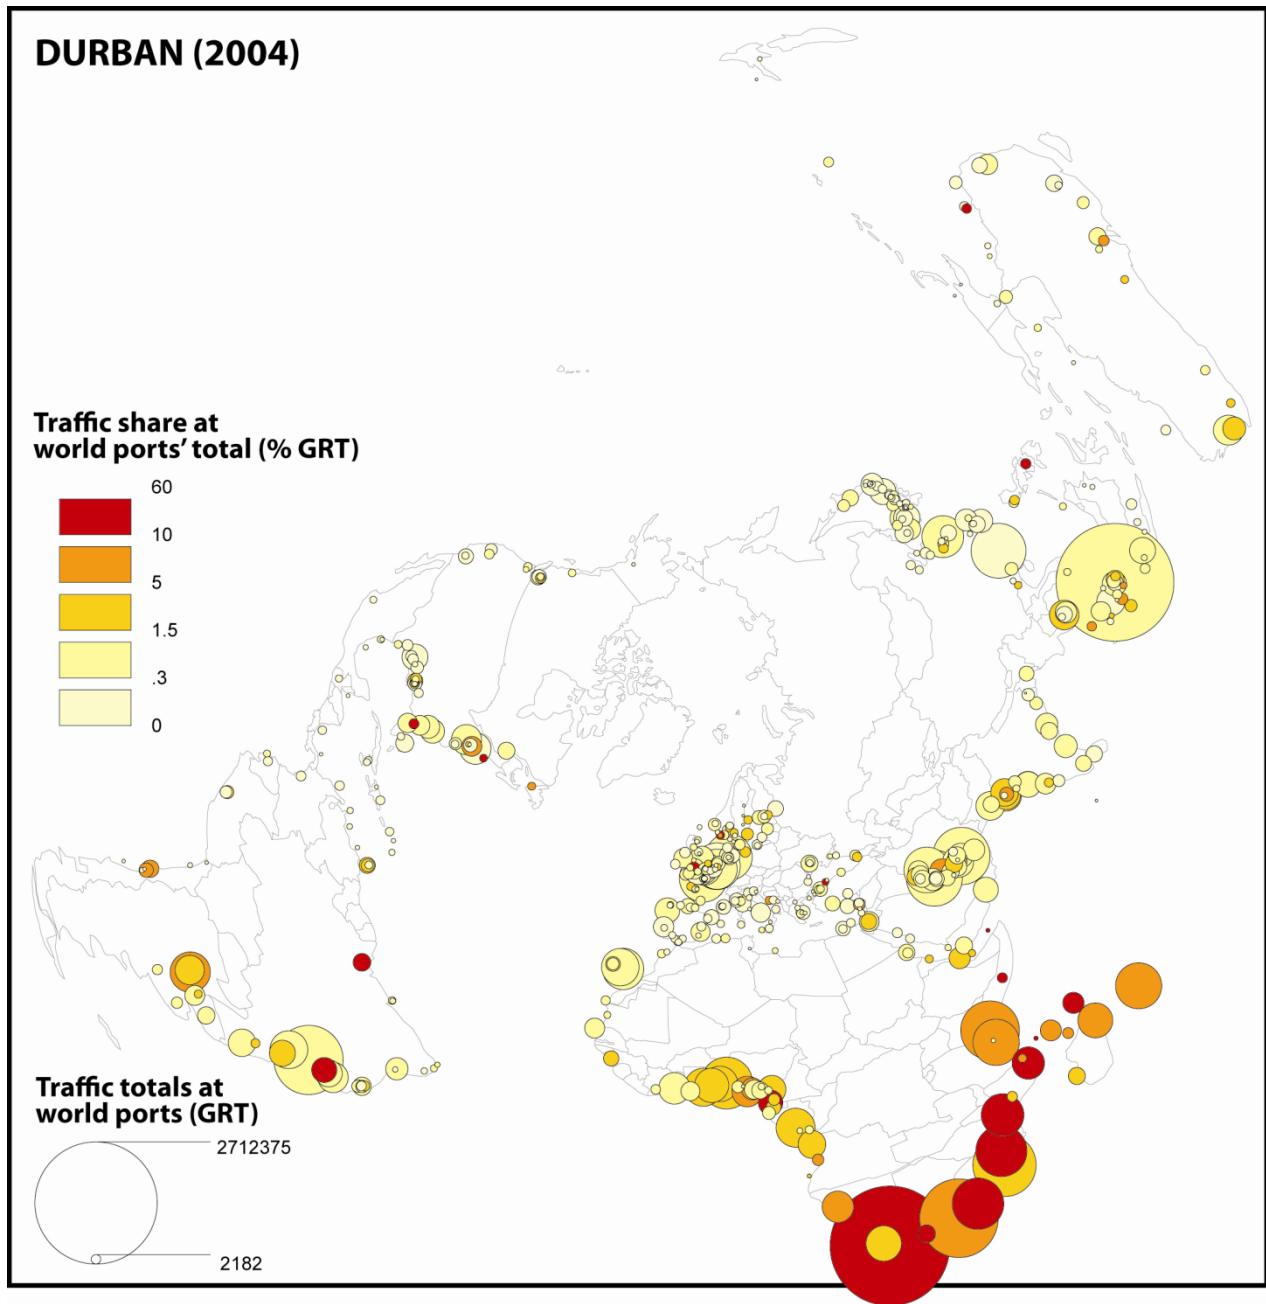 DURBAN (2004)
Traffic share at
world ports' total (% GRT)
60
10
5
1.5
.3
0
Traffic totals at
world ports (GRT)
2712375
2182